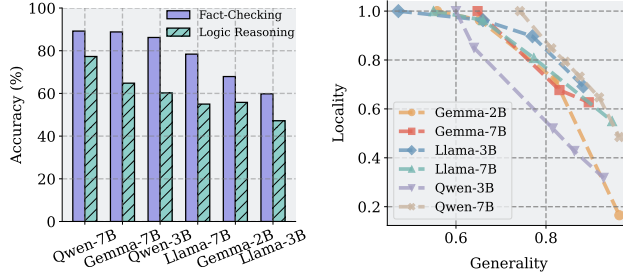 100
80
60
40
20
0
Accuracy (%)
Fact-Checking
Logic Reasoning
Qwen-7B
Gemma-7B
Qwen-3B
Llama-7B
Gemma-2B
Llama-3B
1.0
0.8
0.6
0.4
0.2
Locality
Gemma-2B
Gemma-7B
Llama-3B
Llama-7B
Qwen-3B
Qwen-7B
0.6
0.8
Generality